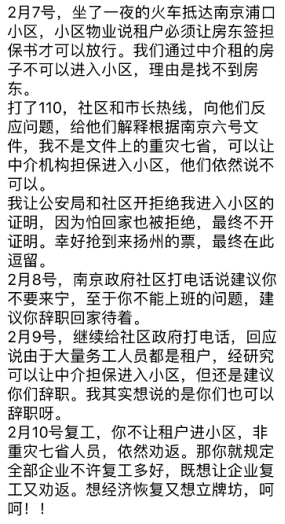 2月7号，坐了一夜的火车抵达南京浦口
小区，小区物业说租户必须让房东签担
保书才可以放行。我们通过中介租的房
子不可以进入小区，理由是找不到房
东。
打了110，社区和市长热线，向他们反
应问题，给他们解释根据南京六号文
件，我不是文件上的重灾七省，可以让
中介机构担保进入小区，他们依然说不
可以。
我让公安局和社区开拒绝我进入小区的
证明，因为怕回家也被拒绝，最终不开
证明。幸好抢到来扬州的票，最终在此
逗留。
2月8号，南京政府社区打电话说建议你
不要来宁，至于你不能上班的问题，建
议你辞职回家待着。
2月9号，继续给社区政府打电话，回应
说由于大量务工人员都是租户，经研究
可以让中介担保进入小区，但还是建议
你们辞职。我其实想说的是你们也可以
辞职呀。
2月10号复工，你不让租户进小区，非
重灾七省人员，依然劝返。那你就规定
全部企业不许复工多好，既想让企业复
工又劝返。想经济恢复又想立牌坊，呵
呵！！